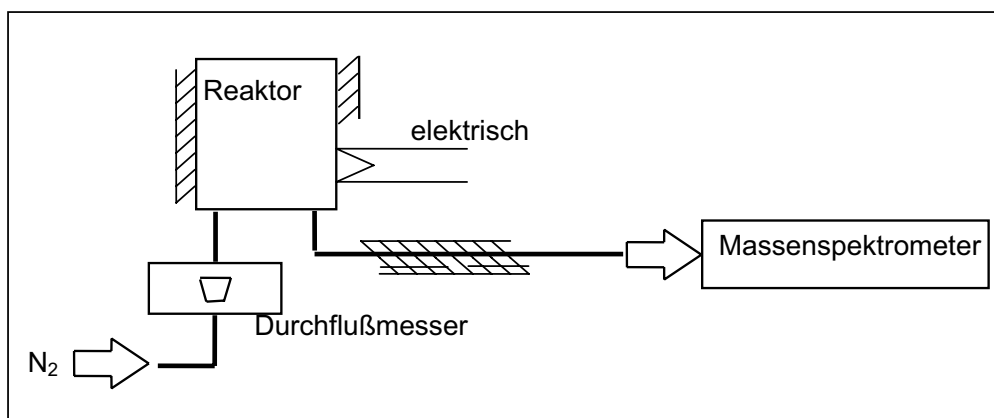 Reaktor
elektrisch
Massenspektrometer
Durchflußmesser
N₂